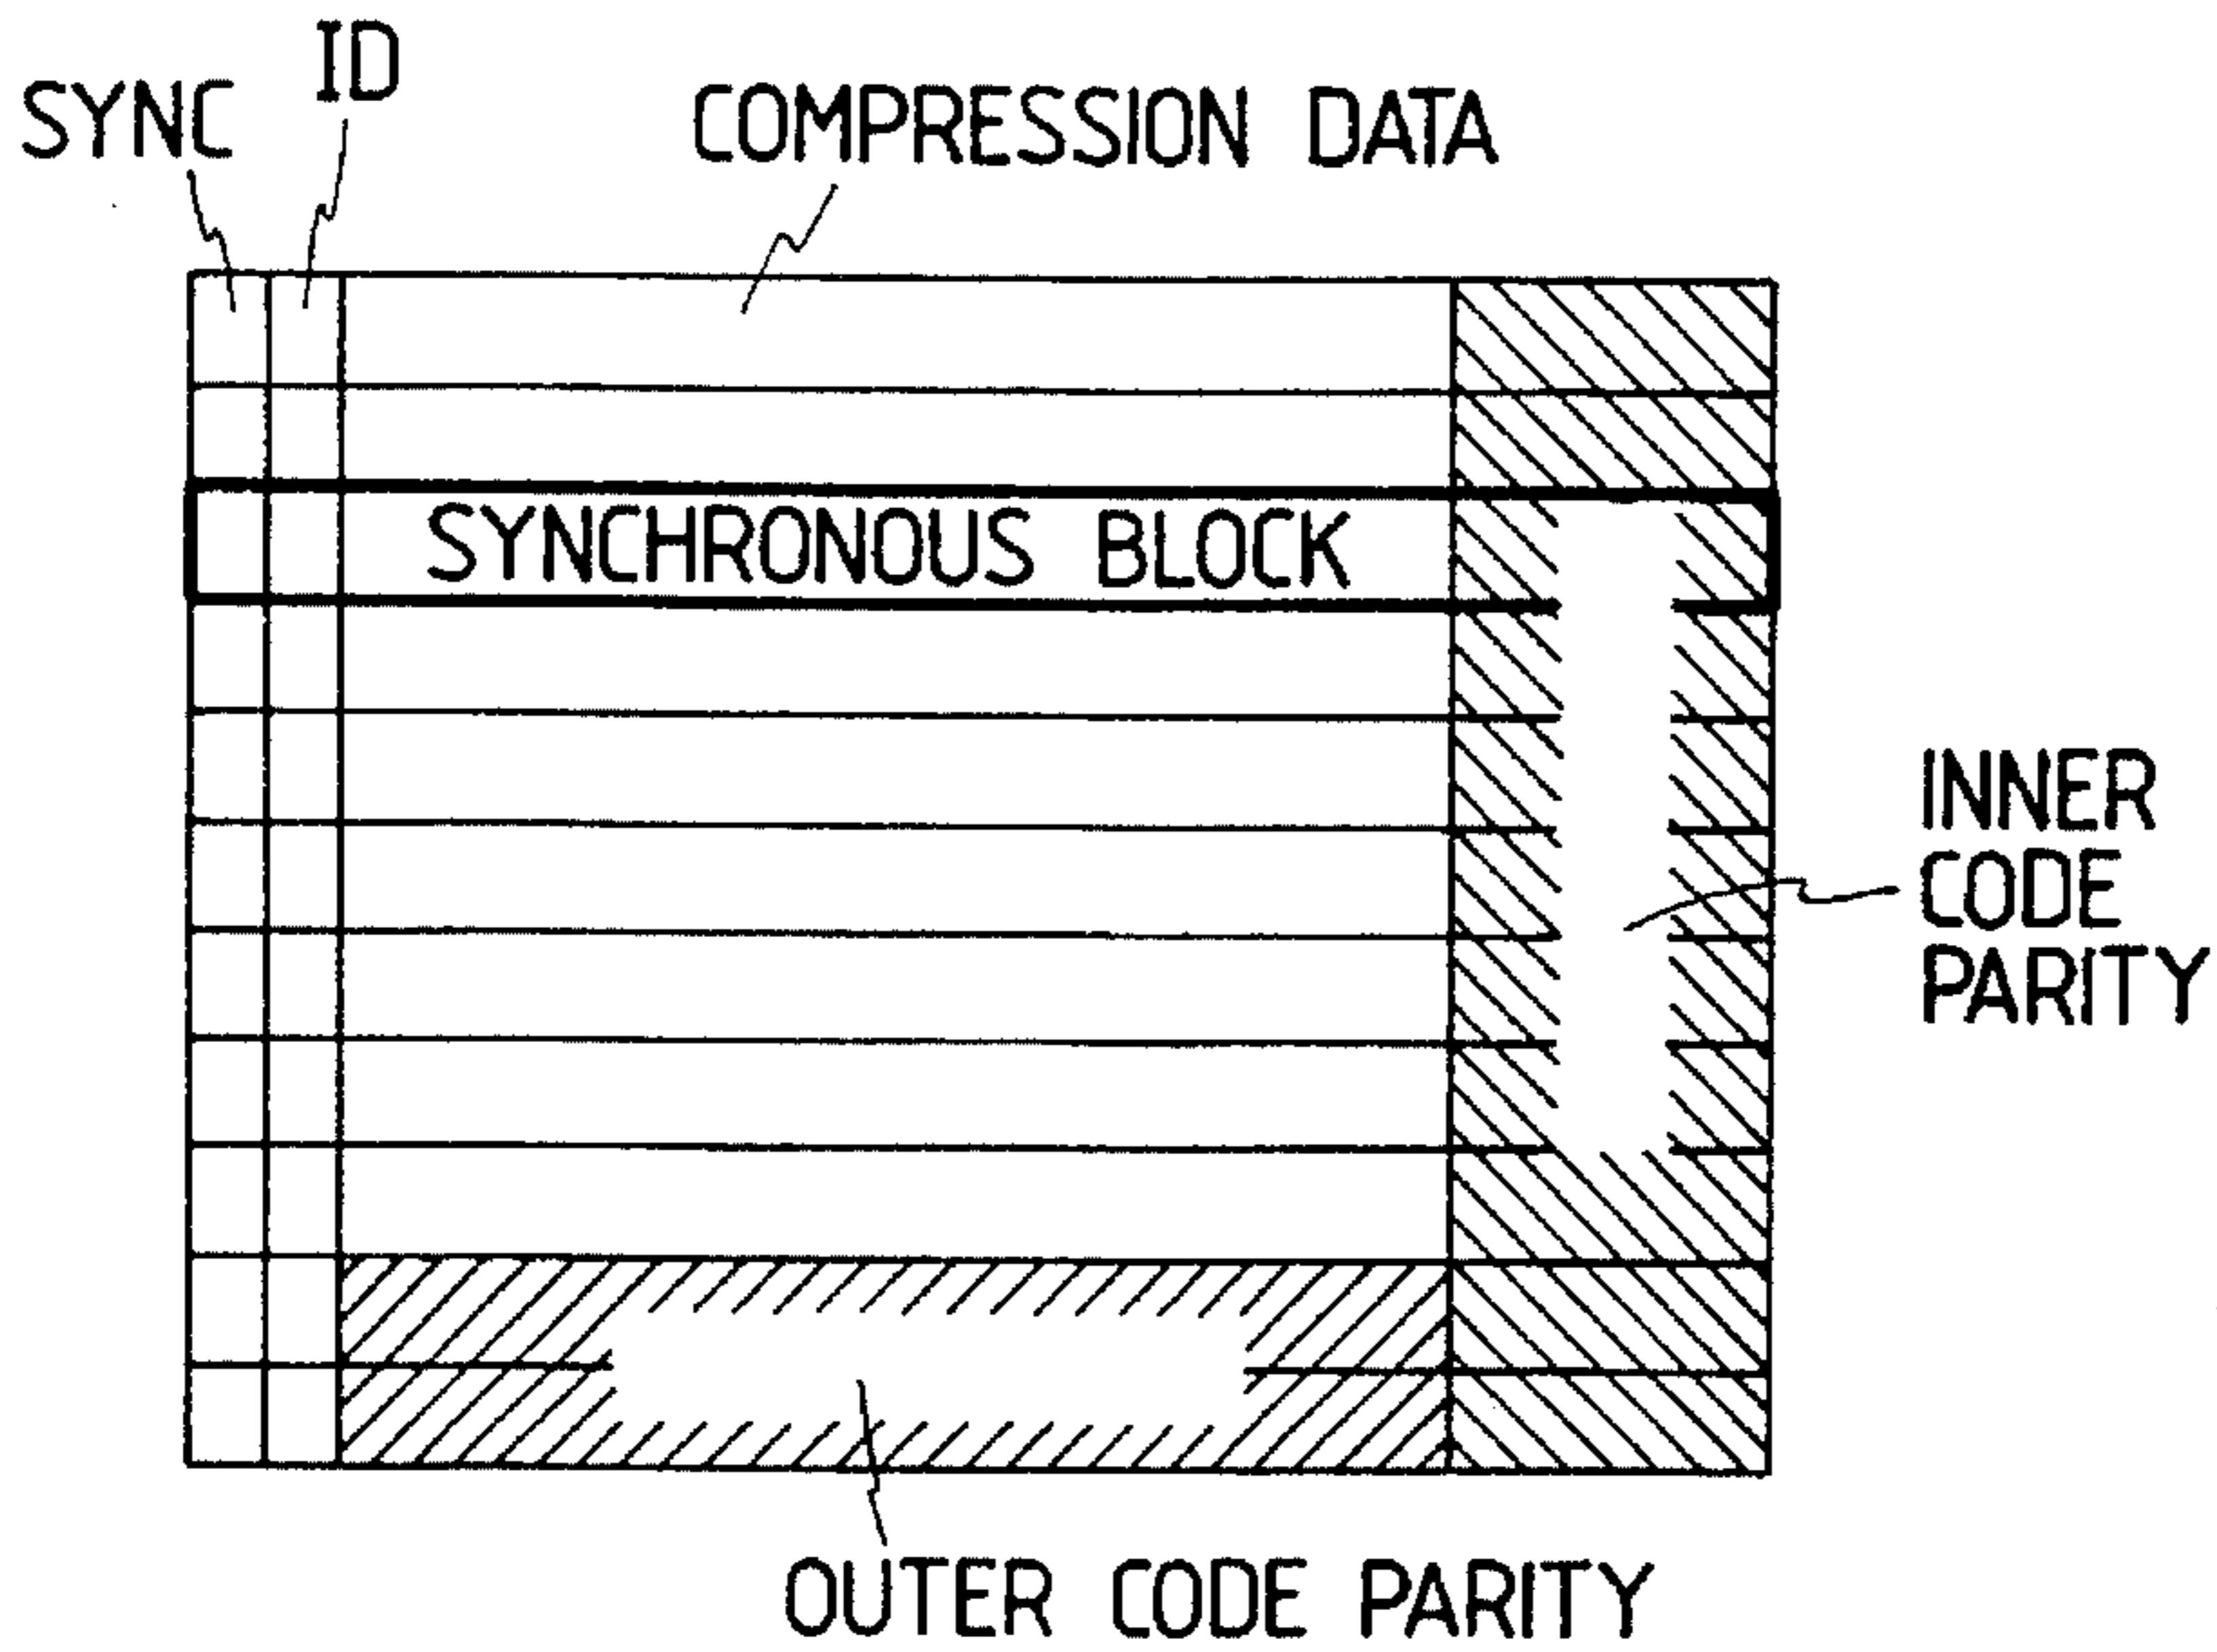 ID
SYNC
COMPRESSION DATA
SYNCHRONOUS BLOCK
INNER
CODE
PARITY
OUTER CODE PARITY